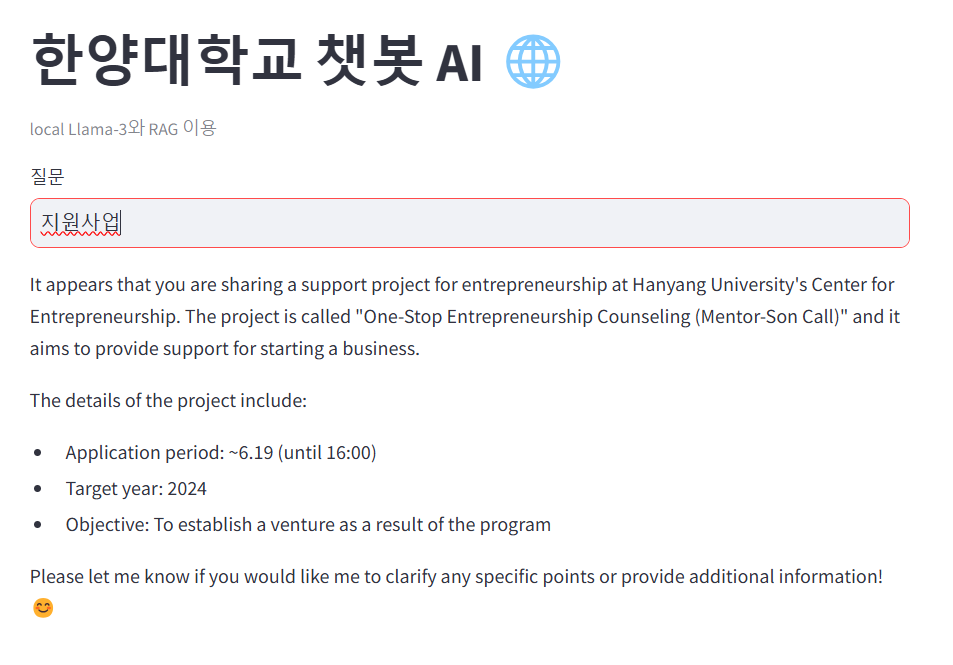 한양대학교 챗봇 AI 🌐
local Llama-3와 RAG 이용
질문
지원사업
It appears that you are sharing a support project for entrepreneurship at Hanyang University's Center for
Entrepreneurship. The project is called "One-Stop Entrepreneurship Counseling (Mentor-Son Call)" and it
aims to provide support for starting a business.
The details of the project include:
• Application period: ~6.19 (until 16:00)
• Target year: 2024
• Objective: To establish a venture as a result of the program
Please let me know if you would like me to clarify any specific points or provide additional information!
😊